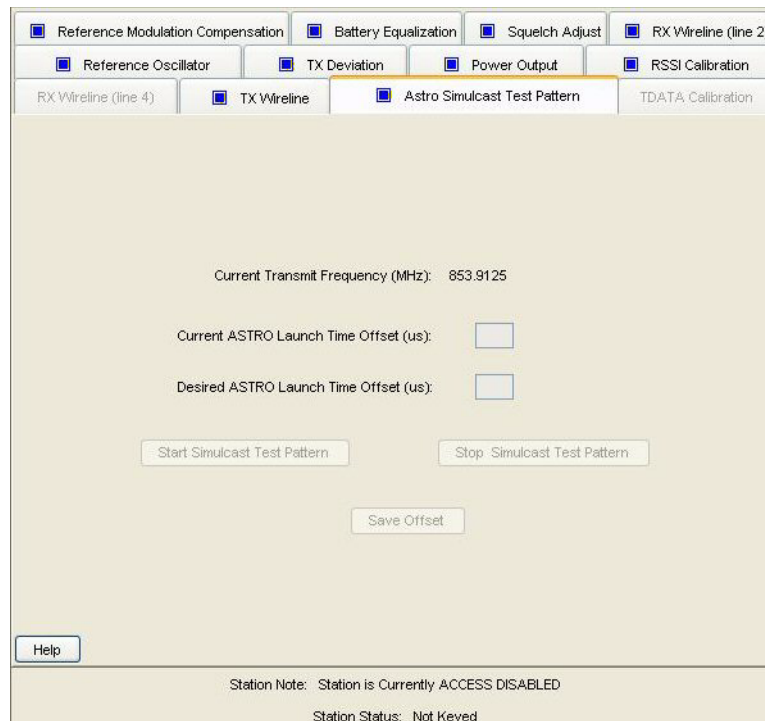 Reference Modulation Compensation Battery Equalization Squelch Adjust RX Wireline (line 2
Reference Oscillator TX Deviation Power Output RSSI Calibration
RX Wireline (line 4) TX Wireline Astro Simulcast Test Pattern TDATA Calibration
Current Transmit Frequency (MHz): 853.9125
Current ASTRO Launch Time Offset (us):
Desired ASTRO Launch Time Offset (us):
Start Simulcast Test Pattern Stop Simulcast Test Pattern
Save Offset
Help
Station Note: Station is Currently ACCESS DISABLED
Station Status: Not Keyed